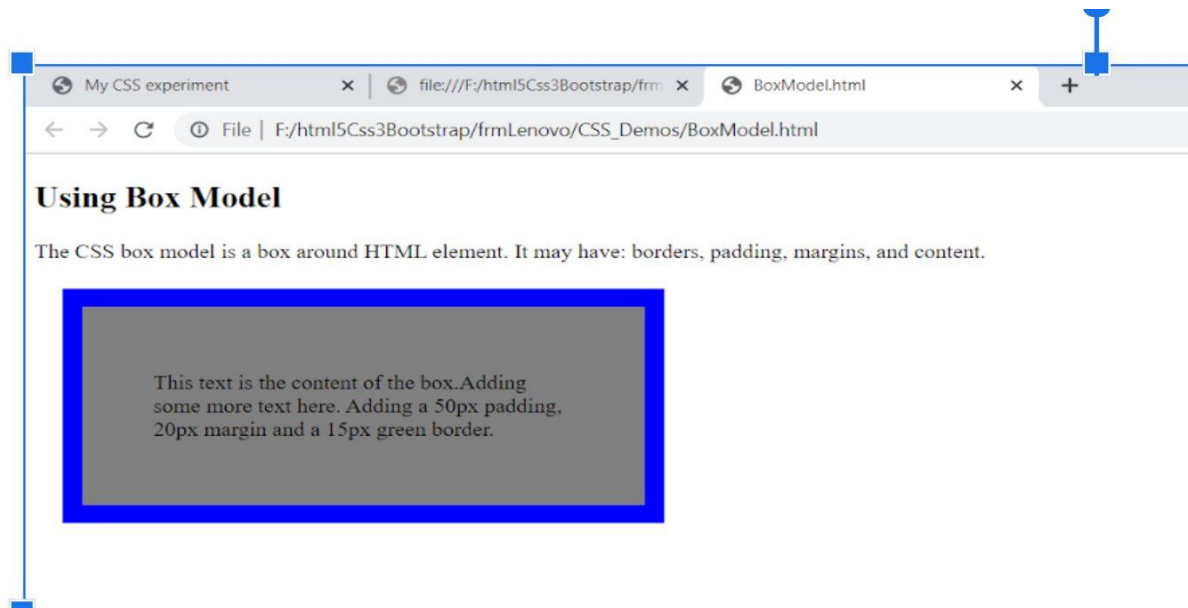 My CSS experiment
file:///F:/html5Css3Bootstrap/frm
BoxModel.html
File | F:/html5Css3Bootstrap/frmLenovo/CSS_Demos/BoxModel.html
Using Box Model
The CSS box model is a box around HTML element. It may have: borders, padding, margins, and content.
This text is the content of the box.Adding
some more text here. Adding a 50px padding,
20px margin and a 15px green border.